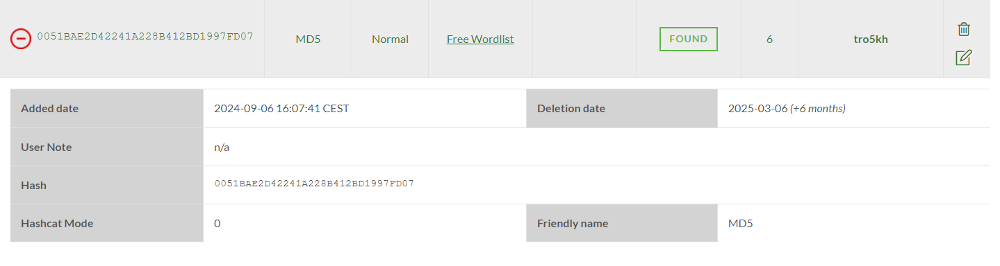 0051BAE2D42241A228B412BD1997FD07 MD5 Normal Free Wordlist FOUND 6 tro5kh
Added date 2024-09-06 16:07:41 CEST Deletion date 2025-03-06 (+6 months)
User Note n/a
Hash 0051BAE2D42241A228B412BD1997FD07
Hashcat Mode 0 Friendly name MD5